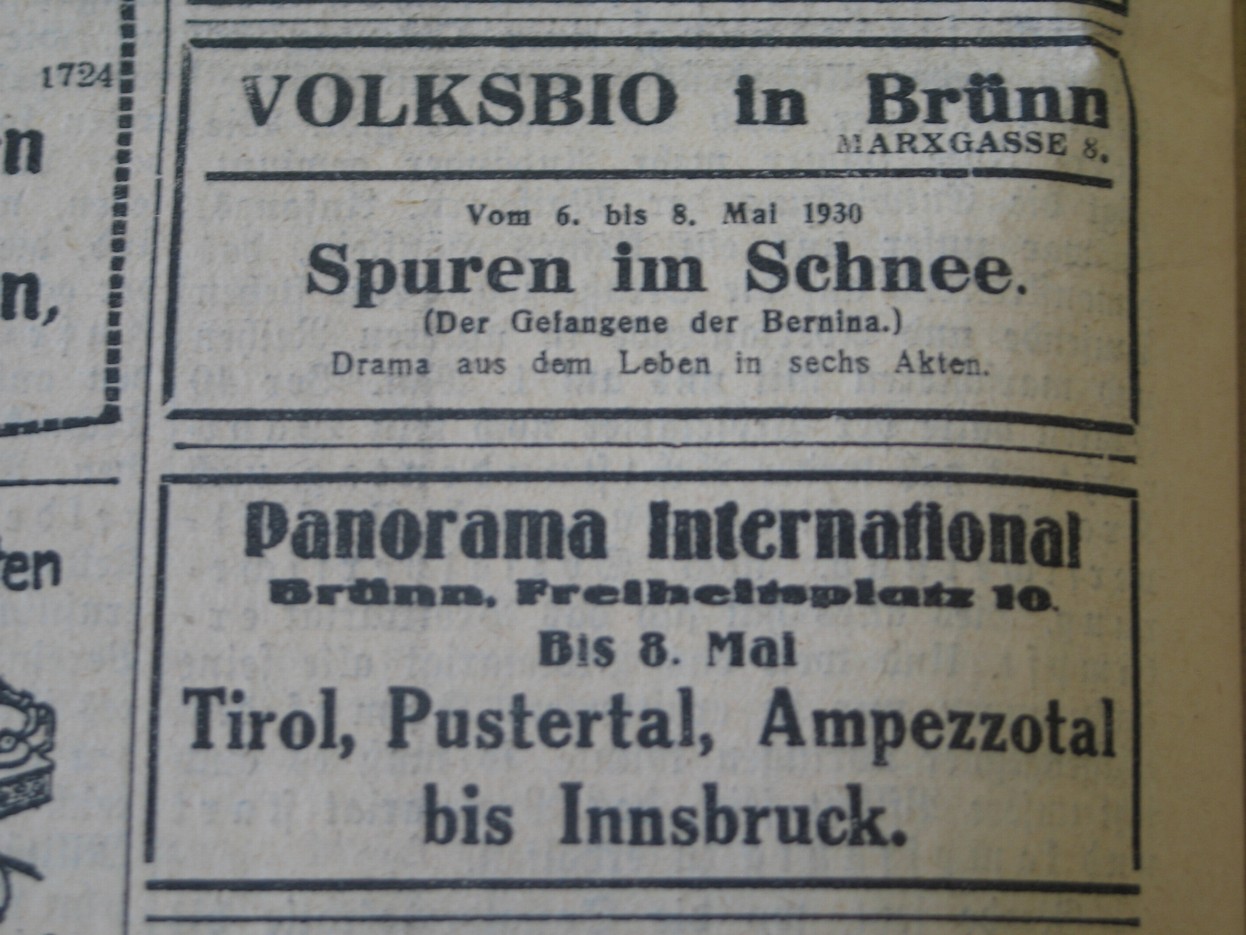 1724
n
n,
ten
VOLKSBIO in Brünn
MARXGASSE 8.
Vom 6. bis 8. Mai 1930
Spuren im Schnee.
(Der Gefangene der Bernina.)
Drama aus dem Leben in sechs Akten.
Panorama International
Brünn, Freiheitsplatz 10.
Bis 8. Mai
Tirol, Pustertal, Ampezzotal
bis Innsbruck.